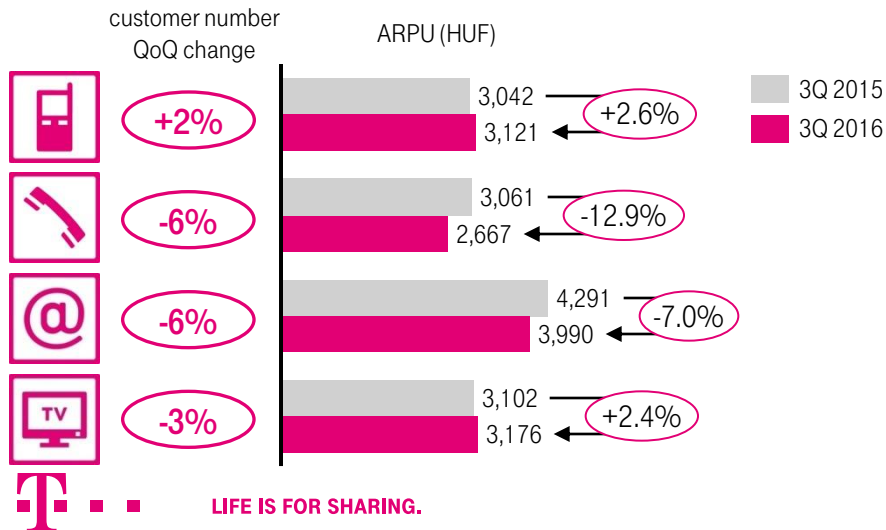 customer number
QoQ change
ARPU (HUF)
3Q 2015
3Q 2016
+2%
3,042
3,121
+2.6%
-6%
3,061
2,667
-12.9%
@
-6%
4,291
3,990
-7.0%
TV
-3%
3,102
3,176
+2.4%
T
LIFE IS FOR SHARING.